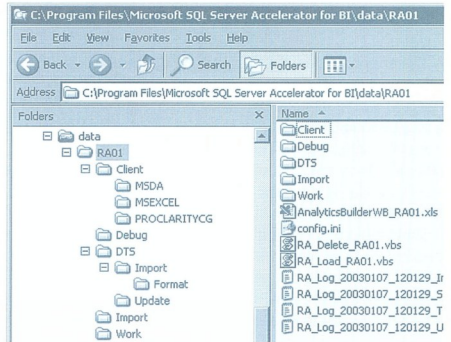 C:\Program Files\Microsoft SQL Server Accelerator for BI\data\RA01
File Edit View Favorites Tools Help
Back Search Folders
Address C:\Program Files\Microsoft SQL Server Accelerator for BI\data\RA01
Folders
data
RA01
Client
MSDA
MSEXCEL
PROCLARITYCG
Debug
DTS
Import
Format
Update
Import
Work
Name
Client
Debug
DTS
Import
Work
AnalyticsBuilderWB_RA01.xls
config.ini
RA_Delete_RA01.vbs
RA_Load_RA01.vbs
RA_Log_20030107_120129_Ir
RA_Log_20030107_120129_S
RA_Log_20030107_120129_T
RA_Log_20030107_120129_U